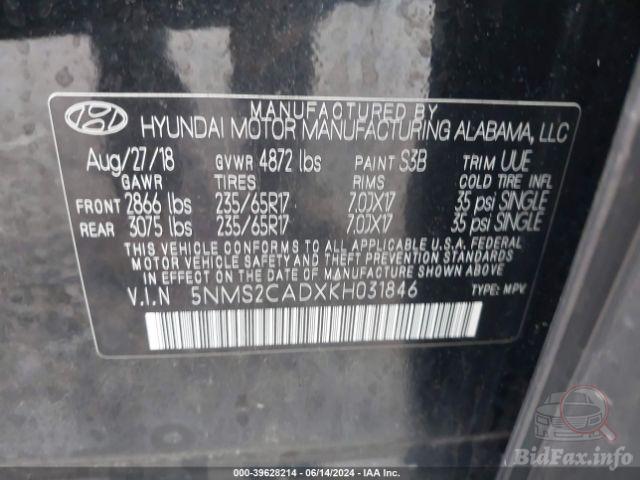 MANUFACTURED BY
HYUNDAI MOTOR MANUFACTURING ALABAMA, LLC
Aug/27/18 GVWR 4872 lbs PAINT S3B TRIM UUE
GAWR TIRES RIMS COLD TIRE INFL
FRONT 2866 lbs 235/65R17 7.0JX17 35 psi SINGLE
REAR 3075 lbs 235/65R17 7.0JX17 35 psi SINGLE
THIS VEHICLE CONFORMS TO ALL APPLICABLE U.S.A. FEDERAL
MOTOR VEHICLE SAFETY AND THEFT PREVENTION STANDARDS
IN EFFECT ON THE DATE OF MANUFACTURE SHOWN ABOVE.
V.I.N 5NMS2CADXKH031846 TYPE: MPV
BidFax.info
000-39628214 - 06/14/2024 - IAA Inc.